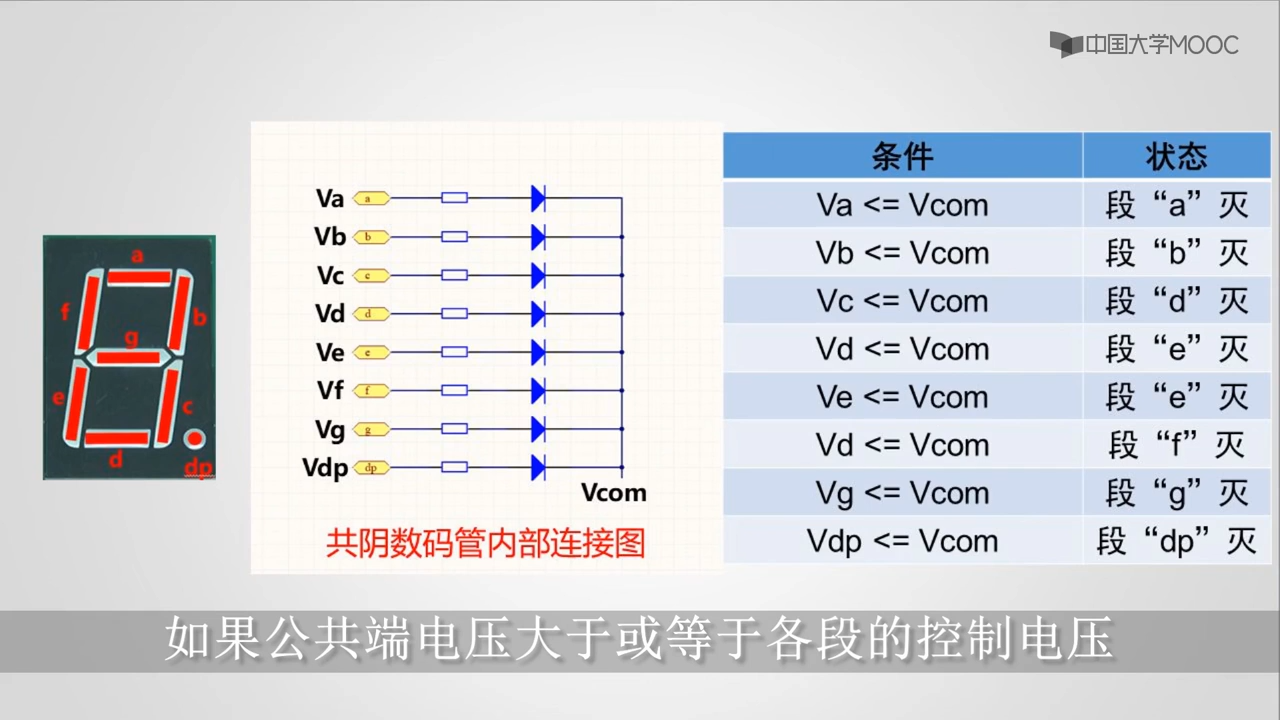 中国大学MOOC
a
f
b
g
e
c
d
dp
Va a
Vb b
Vc c
Vd d
Ve e
Vf f
Vg g
Vdp dp
Vcom
共阴数码管内部连接图
条件 状态
Va <= Vcom 段“a”灭
Vb <= Vcom 段“b”灭
Vc <= Vcom 段“d”灭
Vd <= Vcom 段“e”灭
Ve <= Vcom 段“e”灭
Vd <= Vcom 段“f”灭
Vg <= Vcom 段“g”灭
Vdp <= Vcom 段“dp”灭
如果公共端电压大于或等于各段的控制电压